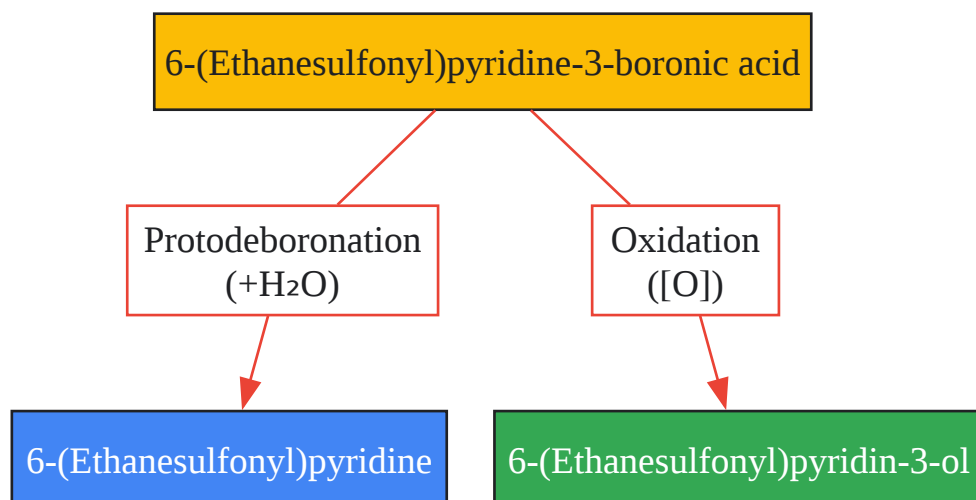 6-(Ethanesulfonyl)pyridine-3-boronic acid
Protodeboronation
(+H₂O)
Oxidation
([O])
6-(Ethanesulfonyl)pyridine
6-(Ethanesulfonyl)pyridin-3-ol